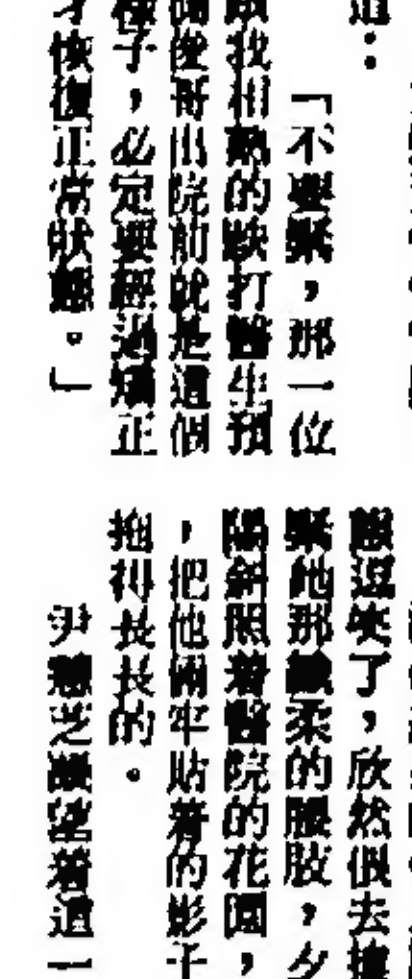 道：
「不要緊，那一位
跟我相熟的跌打醫生預
開後哥出院前就是這個
樣子，必定要經過矯正
才恢復正常狀態。」
逗笑了，欣然俱去摟
緊他那纖柔的腰肢，夕
陽斜照着醫院的花園，
，把他倆牢貼着的影子
拖得長長的。
尹慧芝凝望着這一